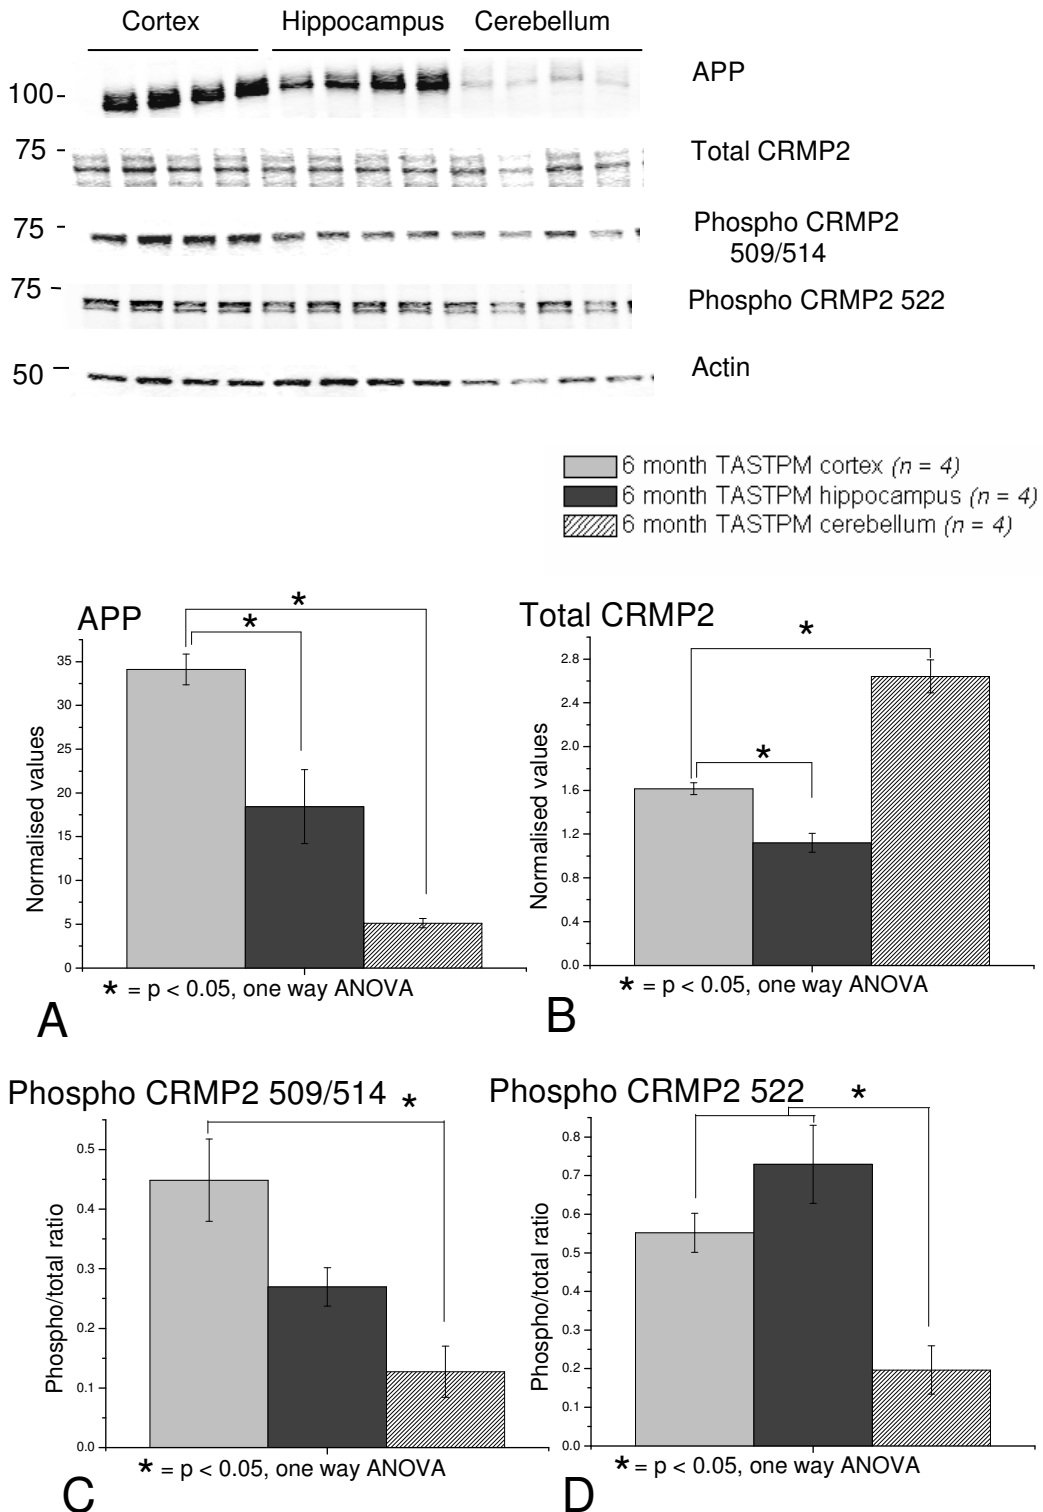 Cortex Hippocampus Cerebellum
100 APP
75 Total CRMP2
75 Phospho CRMP2
509/514
75 Phospho CRMP2 522
50 Actin
6 month TASTPM cortex (n = 4)
6 month TASTPM hippocampus (n = 4)
6 month TASTPM cerebellum (n = 4)
APP
* *
Normalised values
35
30
25
20
15
10
5
0
* = p < 0.05, one way ANOVA
A
Total CRMP2
* *
Normalised values
2.8
2.4
2.0
1.6
1.2
0.8
0.4
0.0
* = p < 0.05, one way ANOVA
B
Phospho CRMP2 509/514
*
Phospho/total ratio
0.5
0.4
0.3
0.2
0.1
0.0
* = p < 0.05, one way ANOVA
C
Phospho CRMP2 522
*
Phospho/total ratio
0.8
0.7
0.6
0.5
0.4
0.3
0.2
0.1
0.0
* = p < 0.05, one way ANOVA
D